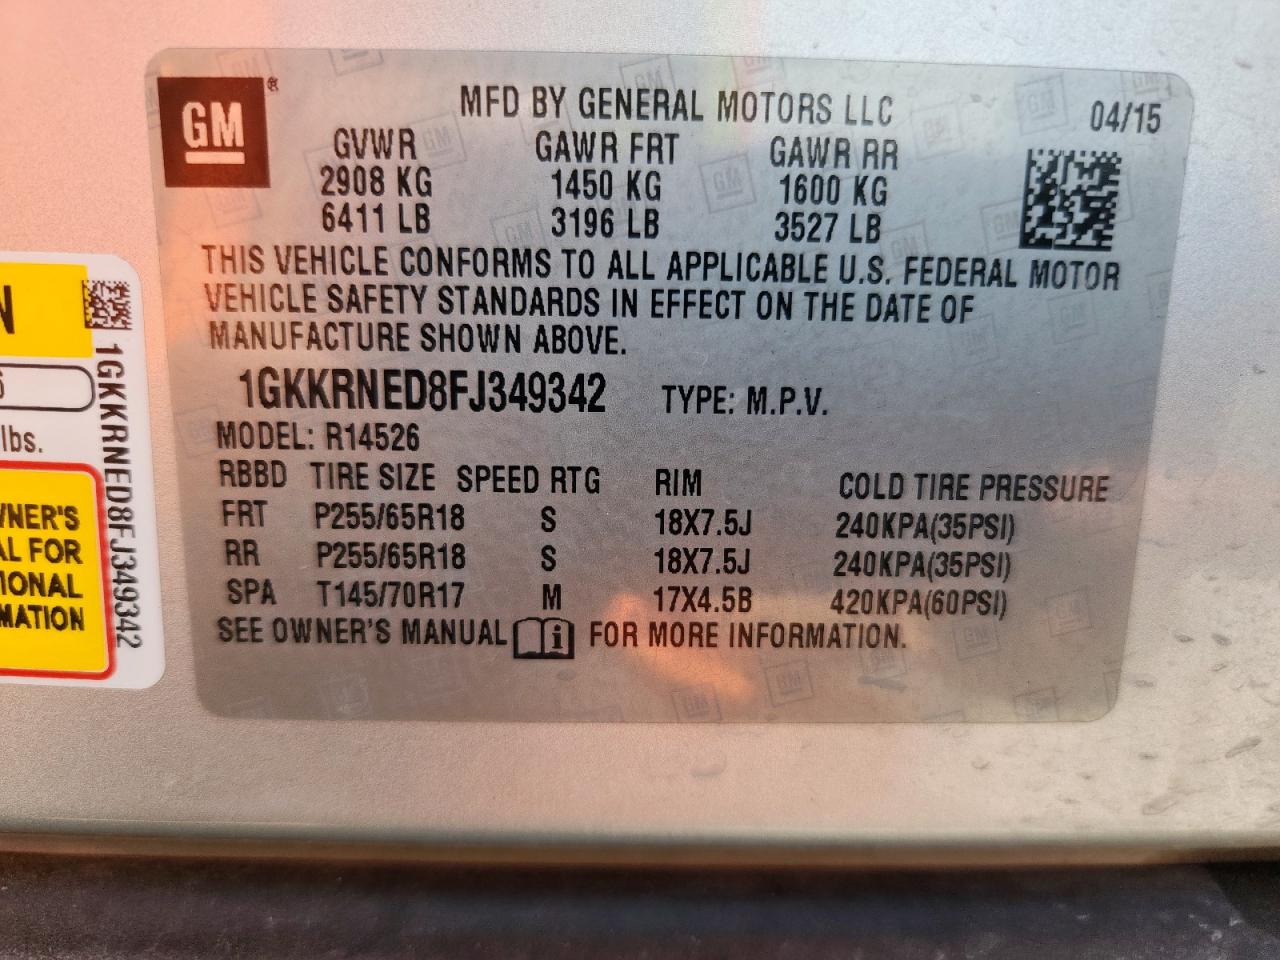 GM ®
MFD BY GENERAL MOTORS LLC 04/15
GVWR GAWR FRT GAWR RR
2908 KG 1450 KG 1600 KG
6411 LB 3196 LB 3527 LB
THIS VEHICLE CONFORMS TO ALL APPLICABLE U.S. FEDERAL MOTOR
VEHICLE SAFETY STANDARDS IN EFFECT ON THE DATE OF
MANUFACTURE SHOWN ABOVE.
1GKKRNED8FJ349342 TYPE: M.P.V.
MODEL: R14526
RBBD TIRE SIZE SPEED RTG RIM COLD TIRE PRESSURE
FRT P255/65R18 S 18X7.5J 240KPA(35PSI)
RR P255/65R18 S 18X7.5J 240KPA(35PSI)
SPA T145/70R17 M 17X4.5B 420KPA(60PSI)
SEE OWNER'S MANUAL i FOR MORE INFORMATION.
N
lbs.
WNER'S
AL FOR
IONAL
MATION
1GKKRNED8FJ349342